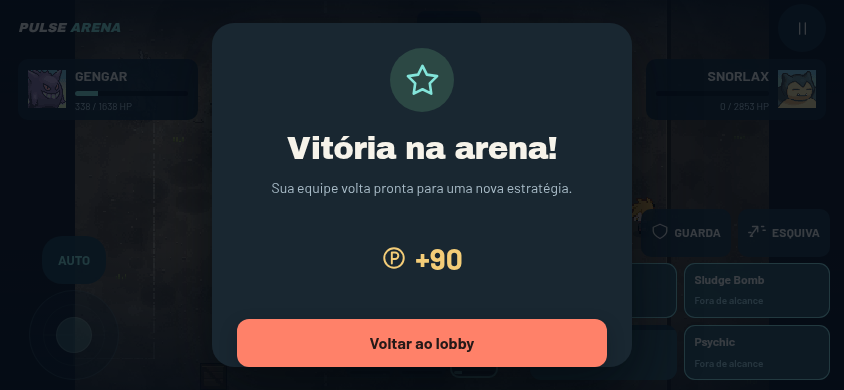 PULSE ARENA
GENGAR
338 / 1638 HP
SNORLAX
0 / 2853 HP
Vitória na arena!
Sua equipe volta pronta para uma nova estratégia.
GUARDA
ESQUIVA
AUTO
P +90
Sludge Bomb
Fora de alcance
Voltar ao lobby
Psychic
Fora de alcance